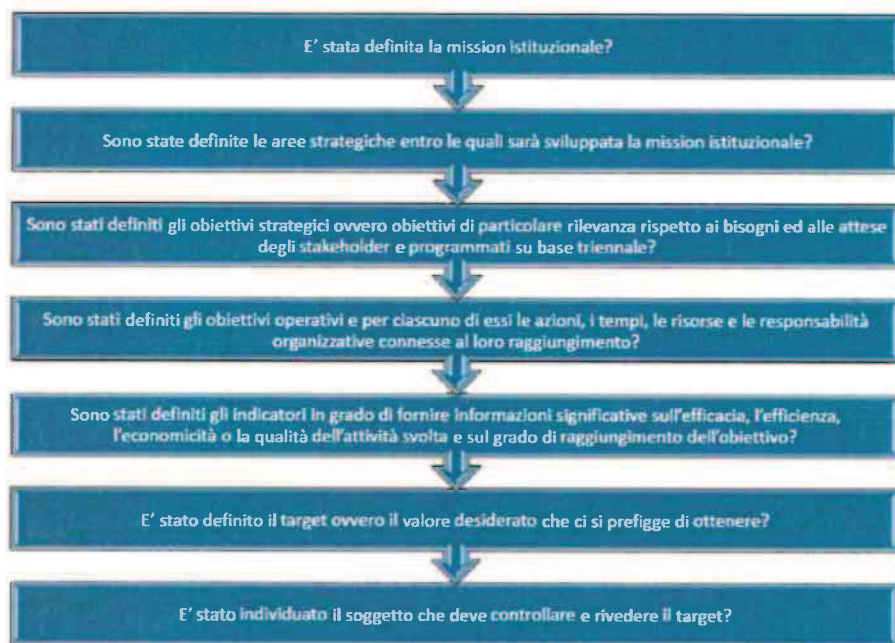 E' stata definita la mission istituzionale?
Sono state definite le aree strategiche entro le quali sarà sviluppata la mission istituzionale?
Sono stati definiti gli obiettivi strategici ovvero obiettivi di particolare rilevanza rispetto ai bisogni ed alle attese
degli stakeholder e programmati su base triennale?
Sono stati definiti gli obiettivi operativi e per ciascuno di essi le azioni, i tempi, le risorse e le responsabilità
organizzative connesse al loro raggiungimento?
Sono stati definiti gli indicatori in grado di fornire informazioni significative sull'efficacia, l'efficienza,
l'economicità o la qualità dell'attività svolta e sul grado di raggiungimento dell'obiettivo?
E' stato definito il target ovvero il valore desiderato che ci si prefigge di ottenere?
E' stato individuato il soggetto che deve controllare e rivedere il target?